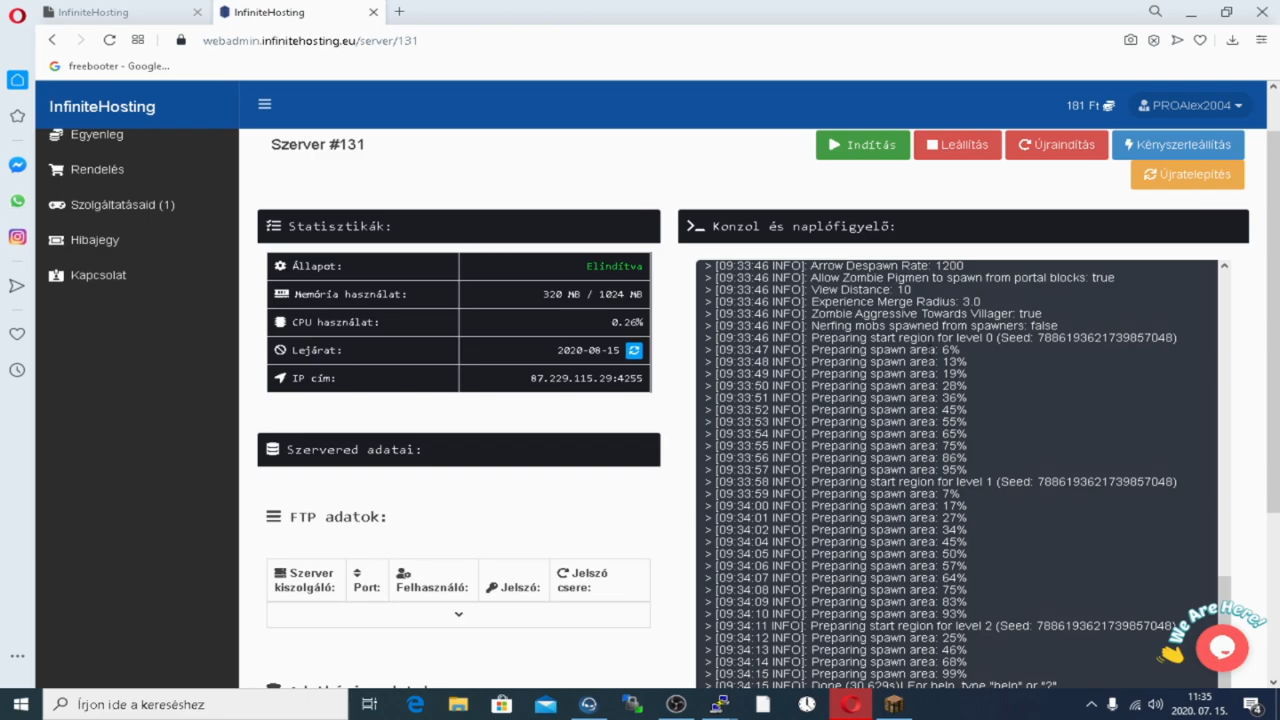 InfiniteHosting
InfiniteHosting
webadmin.infinitehosting.eu/server/131
freebooter - Google...
InfiniteHosting
181 Ft
PROAlex2004
Egyenleg
Rendelés
Szolgáltatásaid (1)
Hibajegy
Kapcsolat
Szerver #131
Indítás
Leállítás
Újraindítás
Kényszerleállítás
Újratelepítés
Statisztikák:
Állapot: Elindítva
Memória használat: 320 MB / 1024 MB
CPU használat: 0.26%
Lejárat: 2020-08-15
IP cím: 87.229.115.29:4255
Szervered adatai:
FTP adatok:
Szerver kiszolgáló:
Port:
Felhasználó:
Jelszó:
Jelszó csere:
Konzol és naplófigyelő:
> [09:33:46 INFO]: Arrow Despawn Rate: 1200
> [09:33:46 INFO]: Allow Zombie Pigmen to spawn from portal blocks: true
> [09:33:46 INFO]: View Distance: 10
> [09:33:46 INFO]: Experience Merge Radius: 3.0
> [09:33:46 INFO]: Zombie Aggressive Towards Villager: true
> [09:33:46 INFO]: Nerfing mobs spawned from spawners: false
> [09:33:46 INFO]: Preparing start region for level 0 (Seed: 7886193621739857048)
> [09:33:47 INFO]: Preparing spawn area: 6%
> [09:33:48 INFO]: Preparing spawn area: 13%
> [09:33:49 INFO]: Preparing spawn area: 19%
> [09:33:50 INFO]: Preparing spawn area: 28%
> [09:33:51 INFO]: Preparing spawn area: 36%
> [09:33:52 INFO]: Preparing spawn area: 45%
> [09:33:53 INFO]: Preparing spawn area: 55%
> [09:33:54 INFO]: Preparing spawn area: 65%
> [09:33:55 INFO]: Preparing spawn area: 75%
> [09:33:56 INFO]: Preparing spawn area: 86%
> [09:33:57 INFO]: Preparing spawn area: 95%
> [09:33:58 INFO]: Preparing start region for level 1 (Seed: 7886193621739857048)
> [09:33:59 INFO]: Preparing spawn area: 7%
> [09:34:00 INFO]: Preparing spawn area: 17%
> [09:34:01 INFO]: Preparing spawn area: 27%
> [09:34:02 INFO]: Preparing spawn area: 34%
> [09:34:04 INFO]: Preparing spawn area: 45%
> [09:34:05 INFO]: Preparing spawn area: 50%
> [09:34:06 INFO]: Preparing spawn area: 57%
> [09:34:07 INFO]: Preparing spawn area: 64%
> [09:34:08 INFO]: Preparing spawn area: 75%
> [09:34:09 INFO]: Preparing spawn area: 83%
> [09:34:10 INFO]: Preparing spawn area: 93%
> [09:34:11 INFO]: Preparing start region for level 2 (Seed: 7886193621739857048)
> [09:34:12 INFO]: Preparing spawn area: 25%
> [09:34:13 INFO]: Preparing spawn area: 46%
> [09:34:14 INFO]: Preparing spawn area: 68%
> [09:34:15 INFO]: Preparing spawn area: 99%
> [09:34:15 INFO]: Done (30.629s)! For help, type "help" or "?"
We Are Here!
Írjon ide a kereséshez
11:35
2020. 07. 15.
4